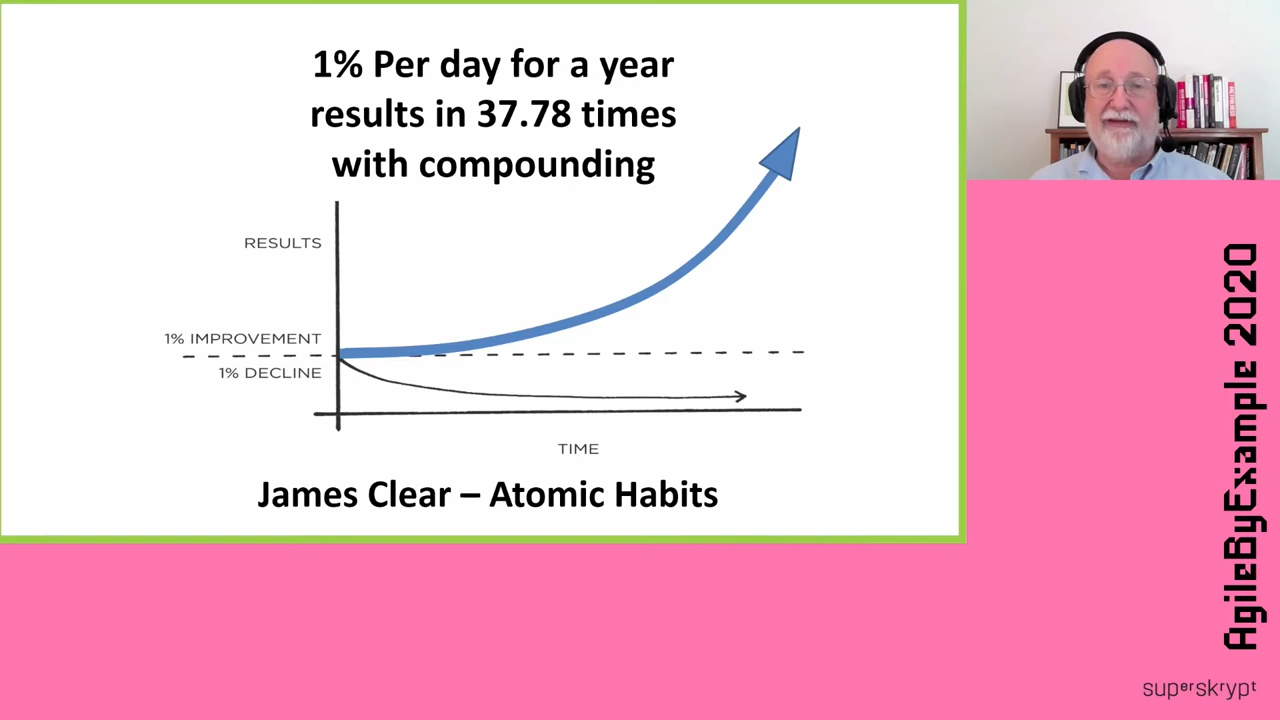 1% Per day for a year
results in 37.78 times
with compounding
RESULTS
1% IMPROVEMENT
1% DECLINE
TIME
James Clear – Atomic Habits
AgileByExample 2020
superskrypt